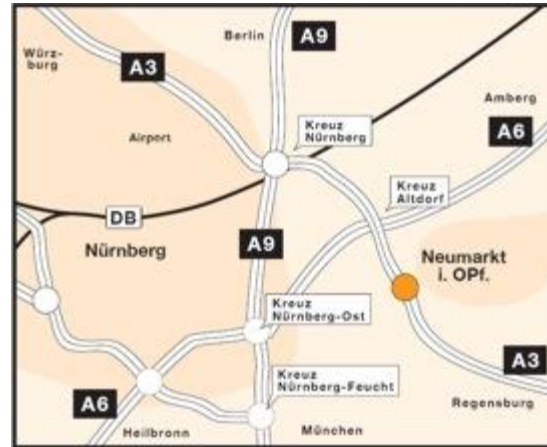 Berlin
A9
Würz-
burg
A3
Amberg
A6
Airport
Kreuz
Nürnberg
Kreuz
Altdorf
DB
Nürnberg
A9
Neumarkt
i. OPf.
Kreuz
Nürnberg-Ost
Kreuz
Nürnberg-Feucht
A3
A6
Regensburg
Heilbronn
München